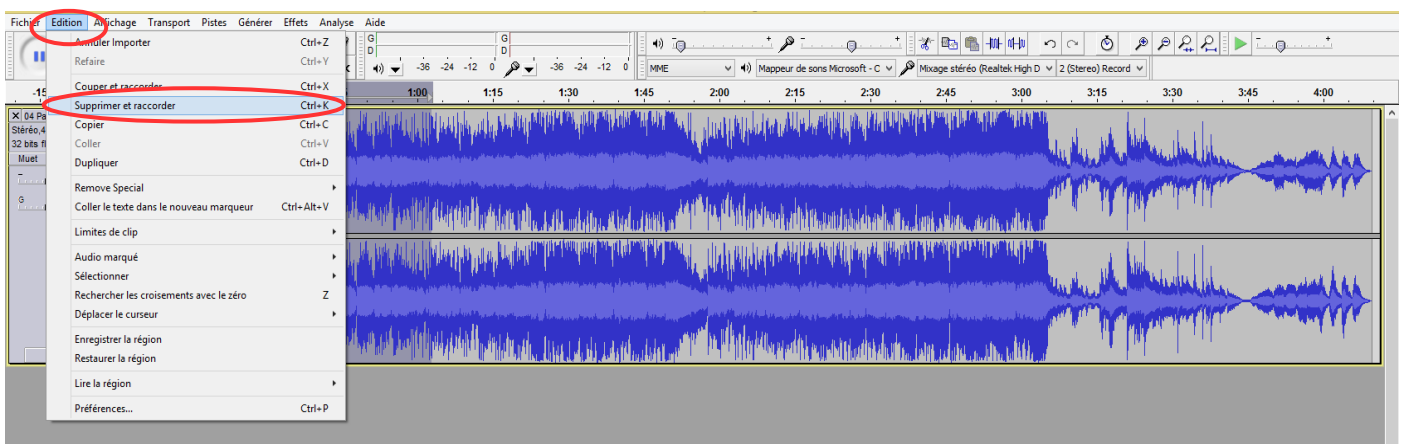 Fichier Edition Affichage Transport Pistes Générer Effets Analyse Aide
Annuler Importer Ctrl+Z
Refaire Ctrl+Y
Couper et raccorder Ctrl+X
Supprimer et raccorder Ctrl+K
Copier Ctrl+C
Coller Ctrl+V
Dupliquer Ctrl+D
Remove Special
Coller le texte dans le nouveau marqueur Ctrl+Alt+V
Limites de clip
Audio marqué
Sélectionner
Rechercher les croisements avec le zéro Z
Déplacer le curseur
Enregistrer la région
Restaurer la région
Lire la région
Préférences... Ctrl+P
G G
D D
-36 -24 -12 0 -36 -24 -12 0
MME Mappeur de sons Microsoft - C Mixage stéréo (Realtek High D 2 (Stereo) Record
-15 1:00 1:15 1:30 1:45 2:00 2:15 2:30 2:45 3:00 3:15 3:30 3:45 4:00
X 04 Pa
Stéréo,4
32 bits fl
Muet
- 
G